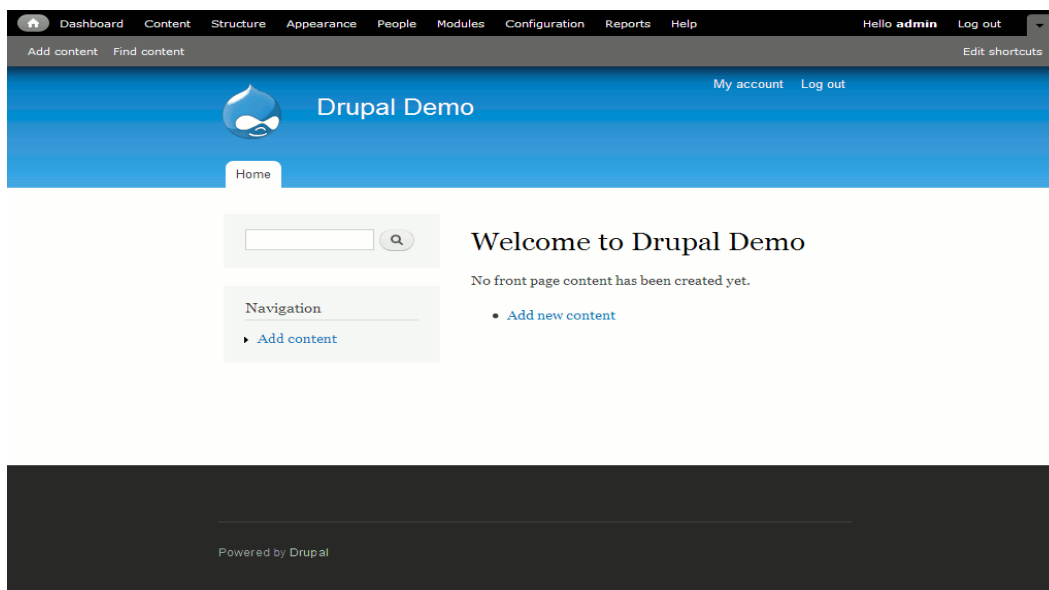 Dashboard Content Structure Appearance People Modules Configuration Reports Help Hello admin Log out
Add content Find content Edit shortcuts
My account Log out
Drupal Demo
Home
Welcome to Drupal Demo
No front page content has been created yet.
Add new content
Navigation
Add content
Powered by Drupal